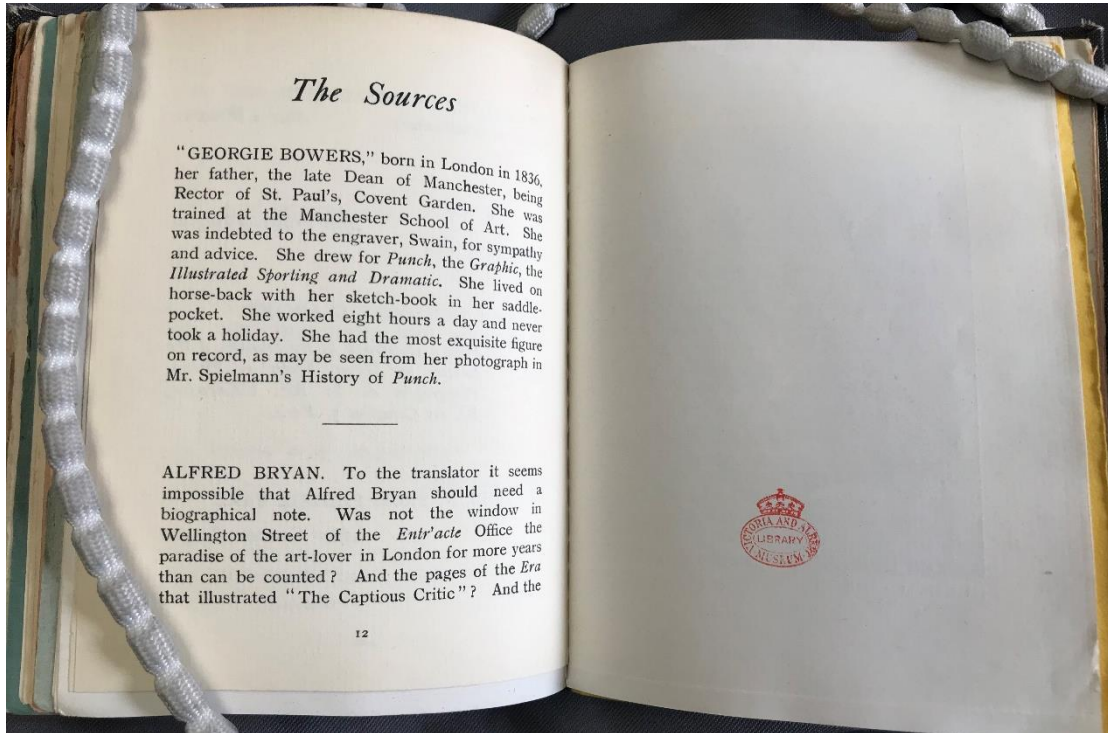 The Sources
"GEORGIE BOWERS," born in London in 1836,
her father, the late Dean of Manchester, being
Rector of St. Paul's, Covent Garden. She was
trained at the Manchester School of Art. She
was indebted to the engraver, Swain, for sympathy
and advice. She drew for Punch, the Graphic, the
Illustrated Sporting and Dramatic. She lived on
horse-back with her sketch-book in her saddle-
pocket. She worked eight hours a day and never
took a holiday. She had the most exquisite figure
on record, as may be seen from her photograph in
Mr. Spielmann's History of Punch.
ALFRED BRYAN. To the translator it seems
impossible that Alfred Bryan should need a
biographical note. Was not the window in
Wellington Street of the Entr'acte Office the
paradise of the art-lover in London for more years
than can be counted? And the pages of the Era
that illustrated "The Captious Critic"? And the
12
VICTORIA AND ALBERT
LIBRARY
MUSEUM